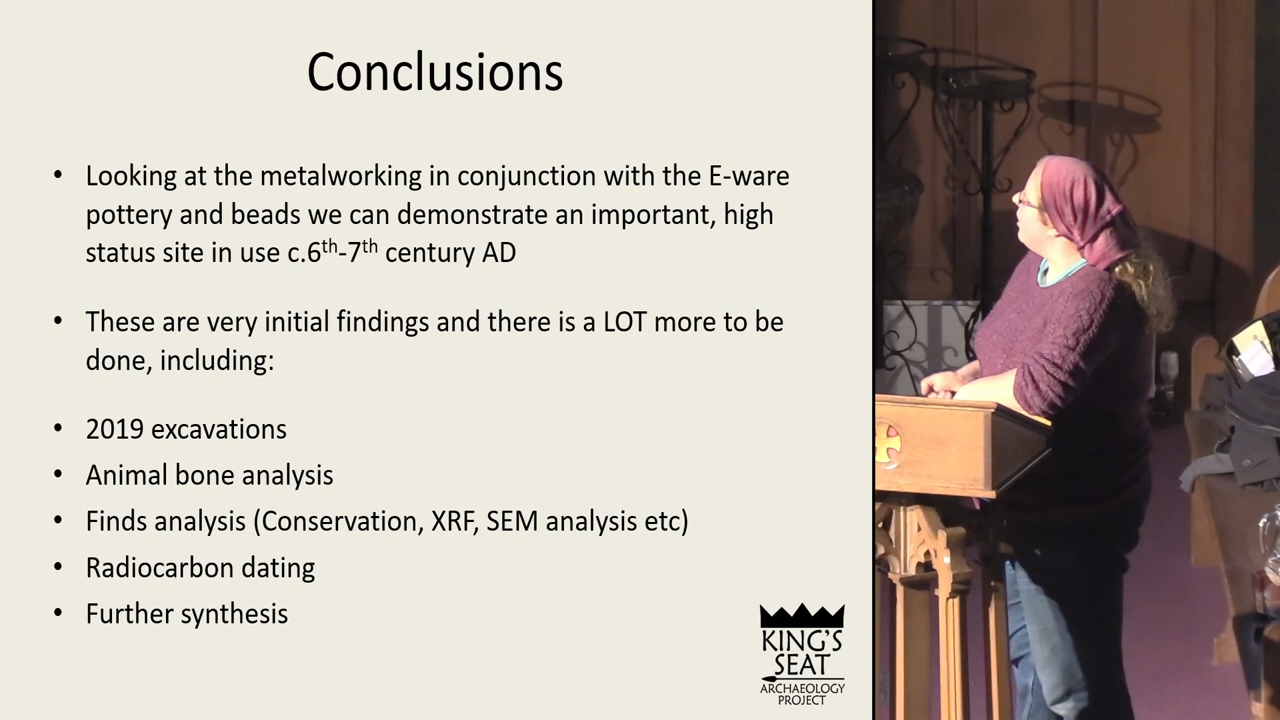 Conclusions
• Looking at the metalworking in conjunction with the E-ware
pottery and beads we can demonstrate an important, high
status site in use c.6th-7th century AD
• These are very initial findings and there is a LOT more to be
done, including:
• 2019 excavations
• Animal bone analysis
• Finds analysis (Conservation, XRF, SEM analysis etc)
• Radiocarbon dating
• Further synthesis
KING'S
SEAT
ARCHAEOLOGY
PROJECT